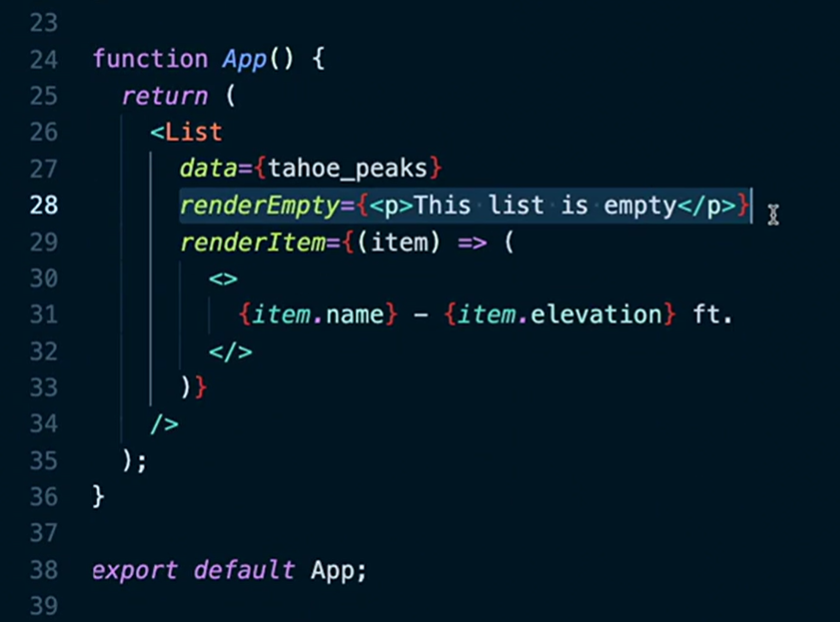 23
24 function App() {
25   return (
26     <List
27       data={tahoe_peaks}
28       renderEmpty={<p>This list is empty</p>}
29       renderItem={(item) => (
30         <>
31           {item.name} - {item.elevation} ft.
32         </>
33       )}
34     />
35   );
36 }
37
38 export default App;
39